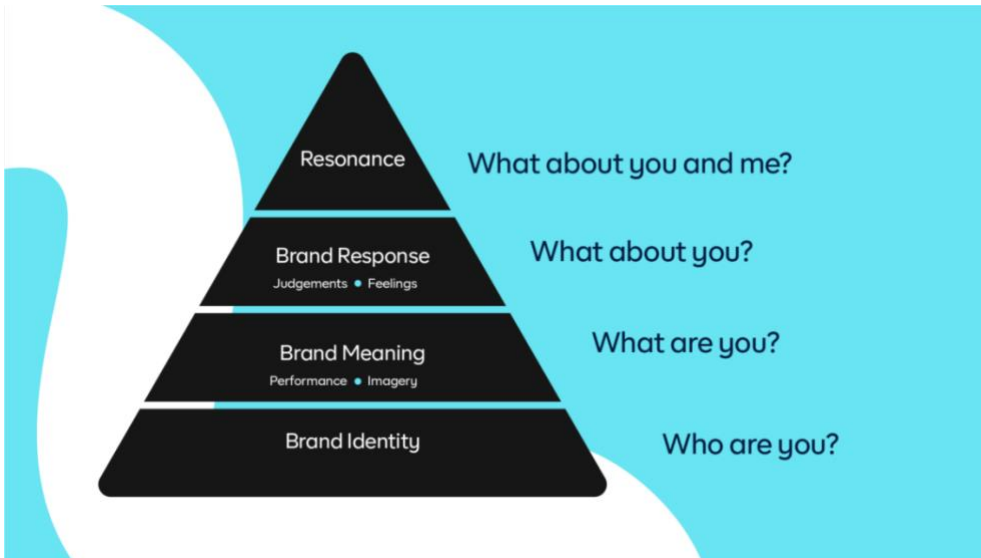 Resonance
What about you and me?
Brand Response
Judgements • Feelings
What about you?
Brand Meaning
Performance • Imagery
What are you?
Brand Identity
Who are you?